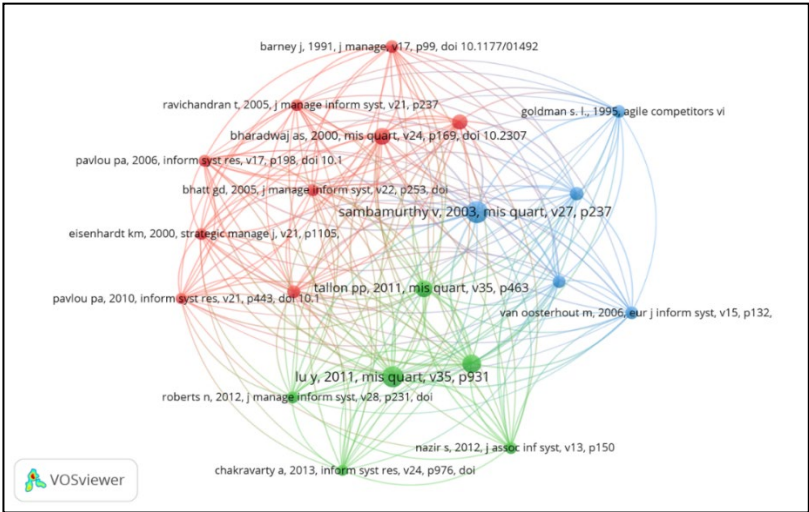 barney j, 1991, j manage, v17, p99, doi 10.1177/01492
ravichandran t, 2005, j manage inform syst, v21, p237
goldman s. l., 1995, agile competitors vi
bharadwaj as, 2000, mis quart, v24, p169, doi 10.2307
pavlou pa, 2006, inform syst res, v17, p198, doi 10.1
bhatt gd, 2005, j manage inform syst, v22, p253, doi
sambamurthy v, 2003, mis quart, v27, p237
eisenhardt km, 2000, strategic manage j, v21, p1105,
tallon pp, 2011, mis quart, v35, p463
pavlou pa, 2010, inform syst res, v21, p443, doi 10.1
van oosterhout m, 2006, eur j inform syst, v15, p132,
lu y, 2011, mis quart, v35, p931
roberts n, 2012, j manage inform syst, v28, p231, doi
nazir s, 2012, j assoc inf syst, v13, p150
chakravarty a, 2013, inform syst res, v24, p976, doi
VOSviewer